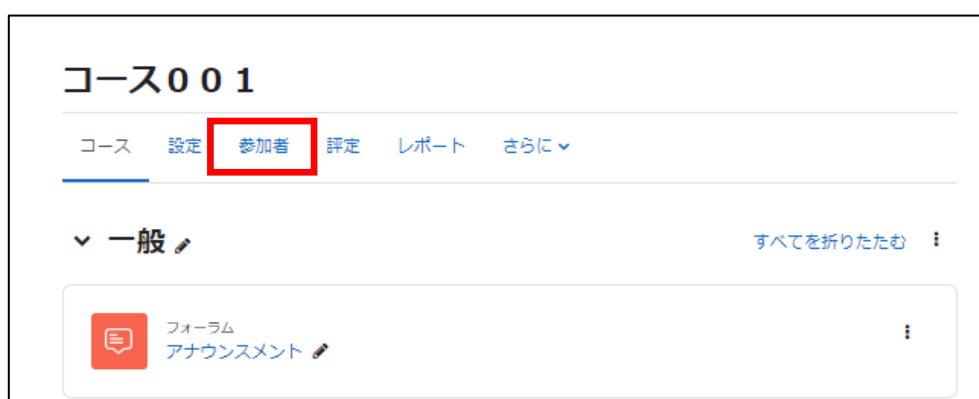 コース００１
コース 設定 参加者 評定 レポート さらに
一般 すべてを折りたたむ
フォーラム
アナウンスメント